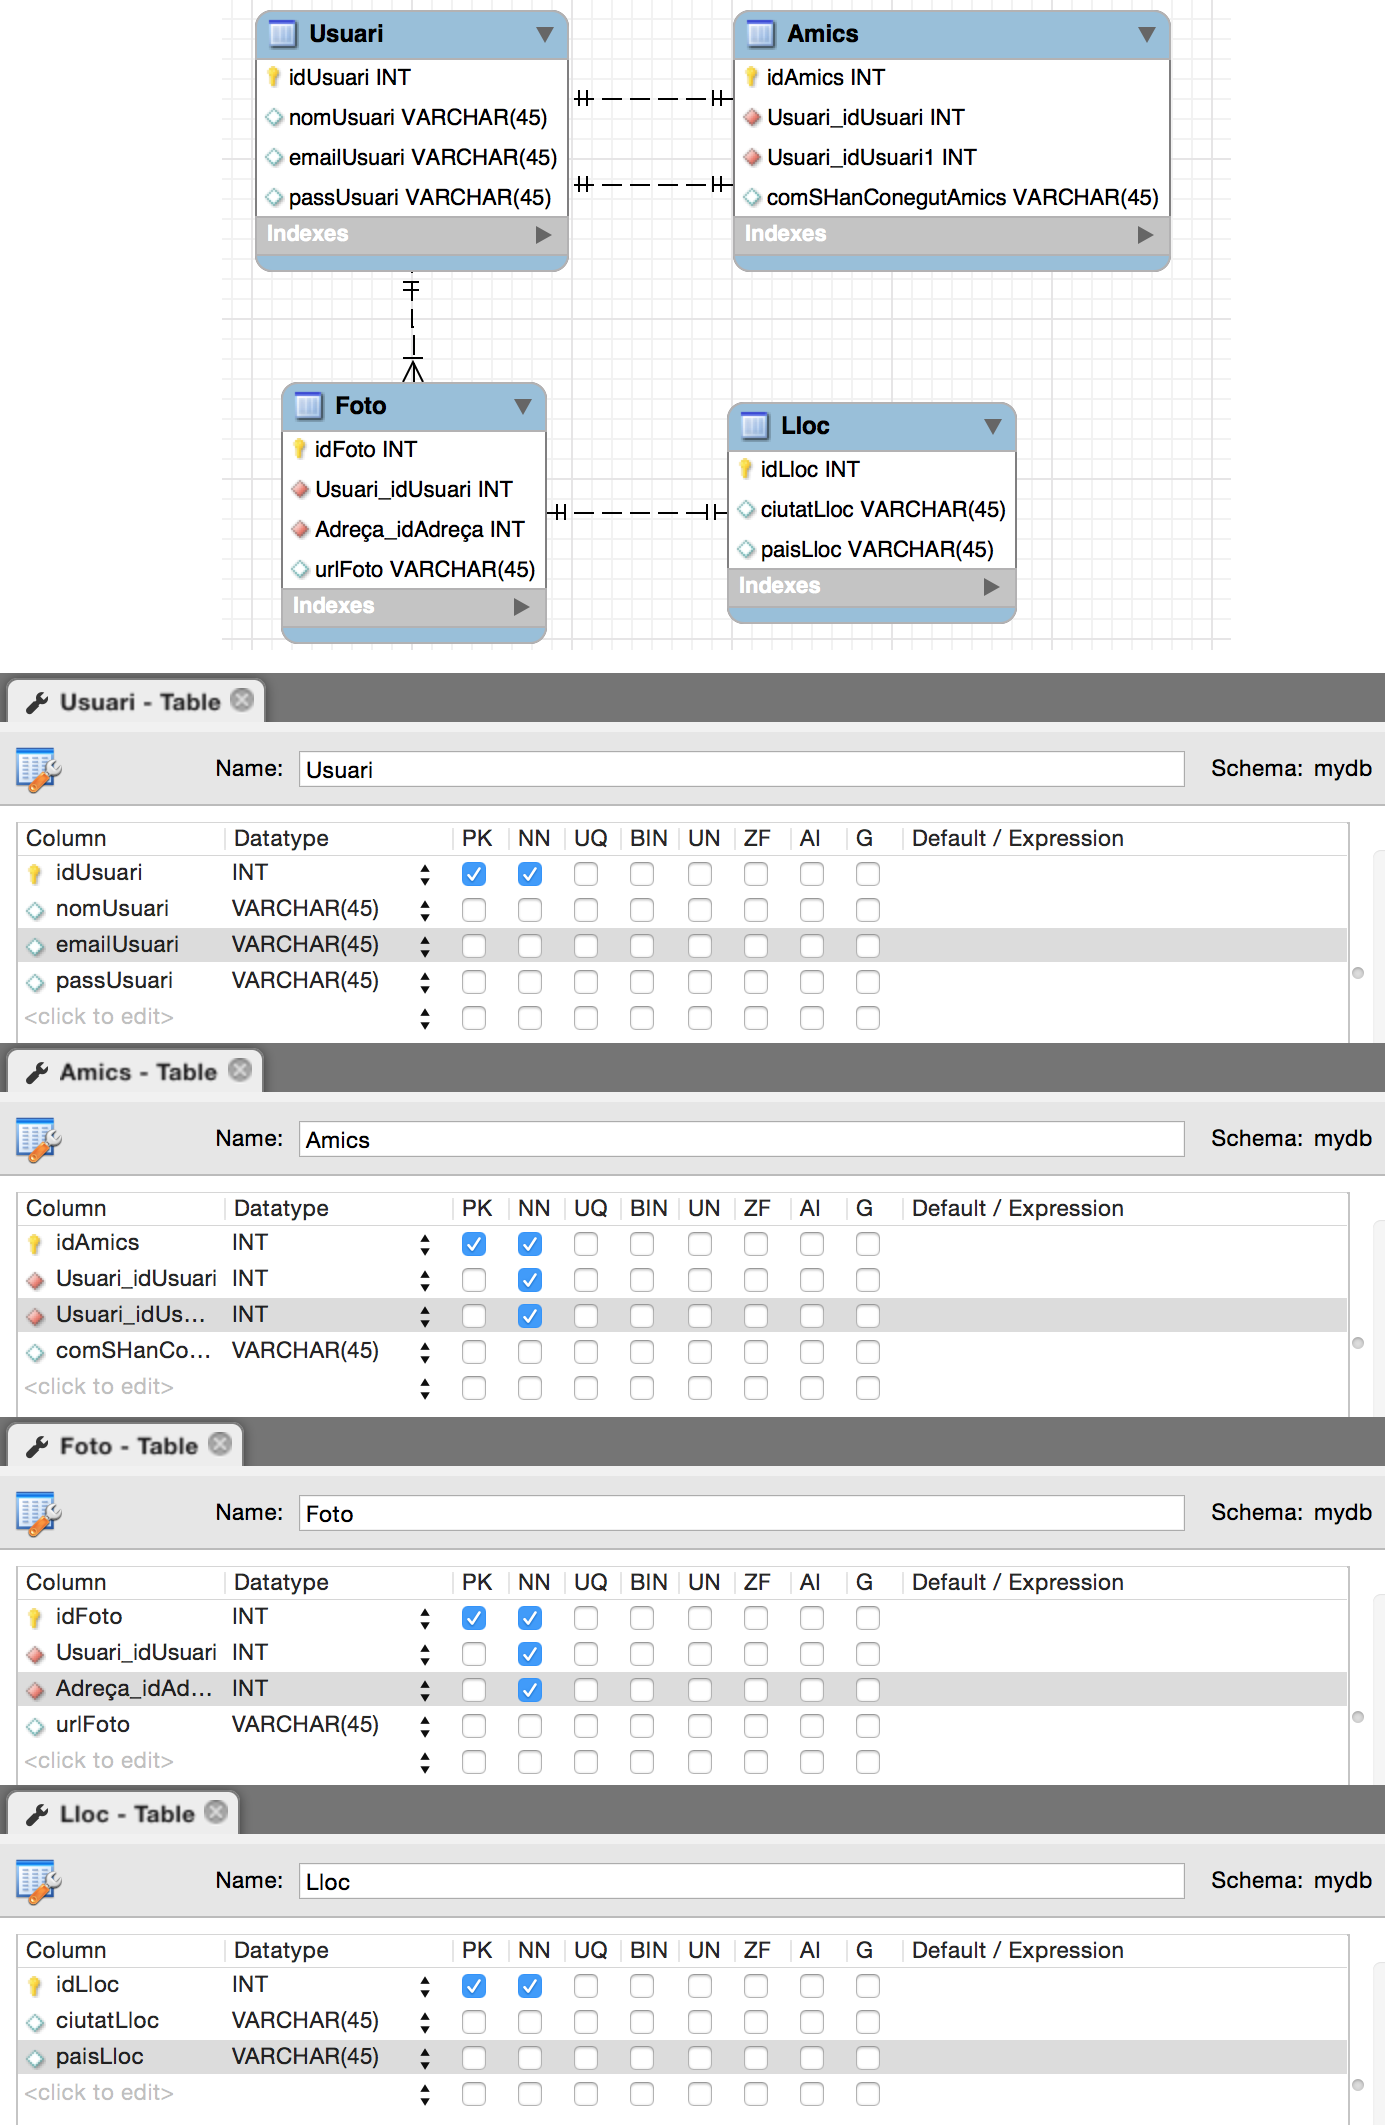 Usuari
idUsuari INT
nomUsuari VARCHAR(45)
emailUsuari VARCHAR(45)
passUsuari VARCHAR(45)
Indexes
Amics
idAmics INT
Usuari_idUsuari INT
Usuari_idUsuari1 INT
comSHanConegutAmics VARCHAR(45)
Indexes
Foto
idFoto INT
Usuari_idUsuari INT
Adreça_idAdreça INT
urlFoto VARCHAR(45)
Indexes
Lloc
idLloc INT
ciutatLloc VARCHAR(45)
paisLloc VARCHAR(45)
Indexes
Usuari - Table
Name: Usuari Schema: mydb
Column Datatype PK NN UQ BIN UN ZF AI G Default / Expression
idUsuari INT
nomUsuari VARCHAR(45)
emailUsuari VARCHAR(45)
passUsuari VARCHAR(45)
<click to edit>
Amics - Table
Name: Amics Schema: mydb
Column Datatype PK NN UQ BIN UN ZF AI G Default / Expression
idAmics INT
Usuari_idUsuari INT
Usuari_idUs... INT
comSHanCo... VARCHAR(45)
<click to edit>
Foto - Table
Name: Foto Schema: mydb
Column Datatype PK NN UQ BIN UN ZF AI G Default / Expression
idFoto INT
Usuari_idUsuari INT
Adreça_idAd... INT
urlFoto VARCHAR(45)
<click to edit>
Lloc - Table
Name: Lloc Schema: mydb
Column Datatype PK NN UQ BIN UN ZF AI G Default / Expression
idLloc INT
ciutatLloc VARCHAR(45)
paisLloc VARCHAR(45)
<click to edit>